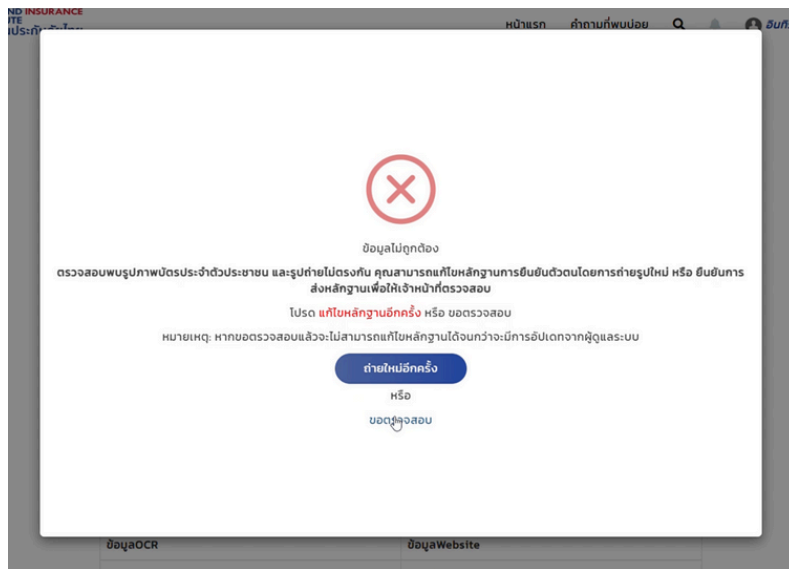 ND INSURANCE
หน้าแรก คำถามที่พบบ่อย
ข้อมูลไม่ถูกต้อง
ตรวจสอบพบรูปภาพบัตรประจำตัวประชาชน และรูปถ่ายไม่ตรงกัน คุณสามารถแก้ไขหลักฐานการยืนยันตัวตนโดยการถ่ายรูปใหม่ หรือ ยืนยันการ
ส่งหลักฐานเพื่อให้เจ้าหน้าที่ตรวจสอบ
โปรด แก้ไขหลักฐานอีกครั้ง หรือ ขอตรวจสอบ
หมายเหตุ: หากขอตรวจสอบแล้วจะไม่สามารถแก้ไขหลักฐานได้จนกว่าจะมีการอัปเดทจากผู้ดูแลระบบ
ถ่ายใหม่อีกครั้ง
หรือ
ขอตรวจสอบ
ข้อมูลOCR ข้อมูลWebsite